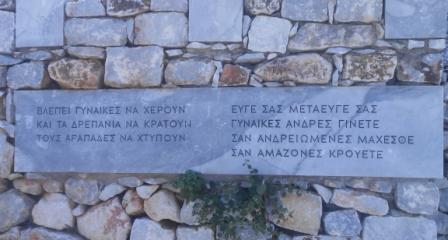 ΒΛΕΠΕΙ ΓΥΝΑΙΚΕΣ ΝΑ ΧΕΡΟΥΝ
ΚΑΙ ΤΑ ΔΡΕΠΑΝΙΑ ΝΑ ΚΡΑΤΟΥΝ
ΤΟΥΣ ΑΡΑΠΑΔΕΣ ΝΑ ΧΤΥΠΟΥΝ
ΕΥΓΕ ΣΑΣ ΜΕΤΑΕΥΓΕ ΣΑΣ
ΓΥΝΑΙΚΕΣ ΑΝΔΡΕΣ ΓΙΝΕΤΕ
ΣΑΝ ΑΝΔΡΕΙΩΜΕΝΕΣ ΜΑΧΕΣΘΕ
ΣΑΝ ΑΜΑΖΟΝΕΣ ΚΡΟΥΕΤΕ